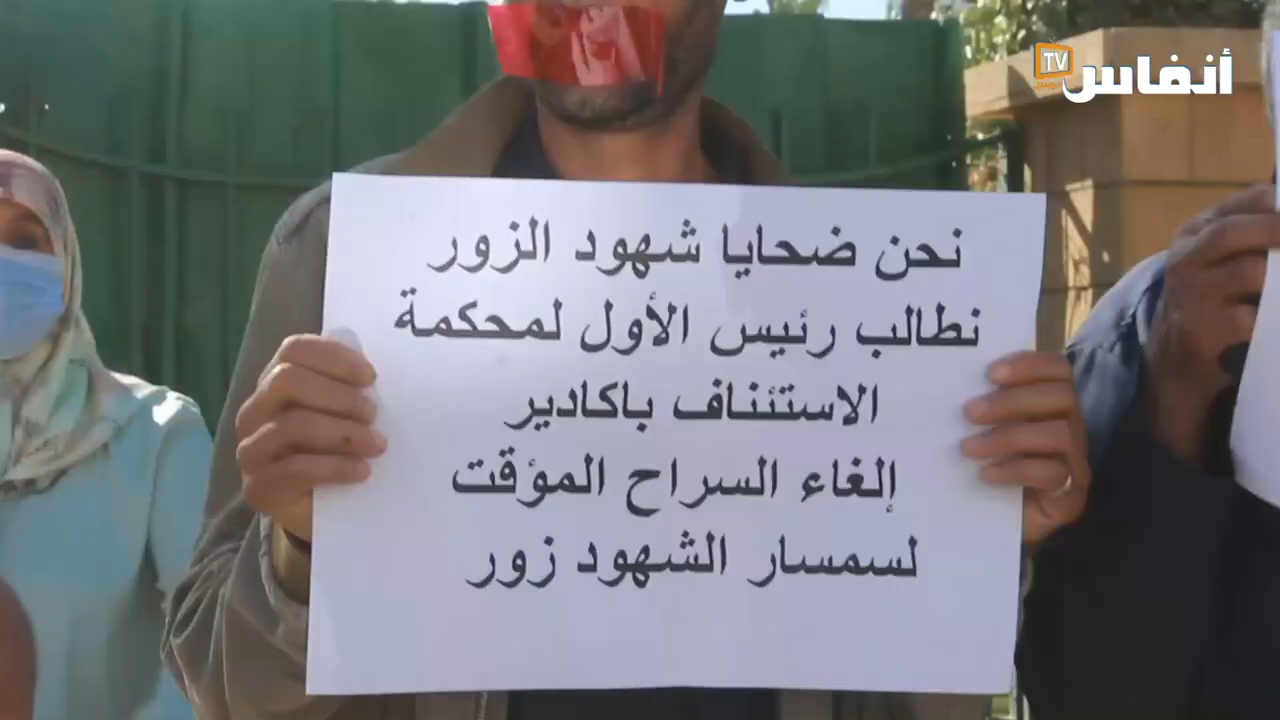 أنفاس TV
نحن ضحايا شهود الزور
نطالب رئيس الأول لمحكمة
الاستئناف باكادير
إلغاء السراح المؤقت
لسمسار الشهود زور